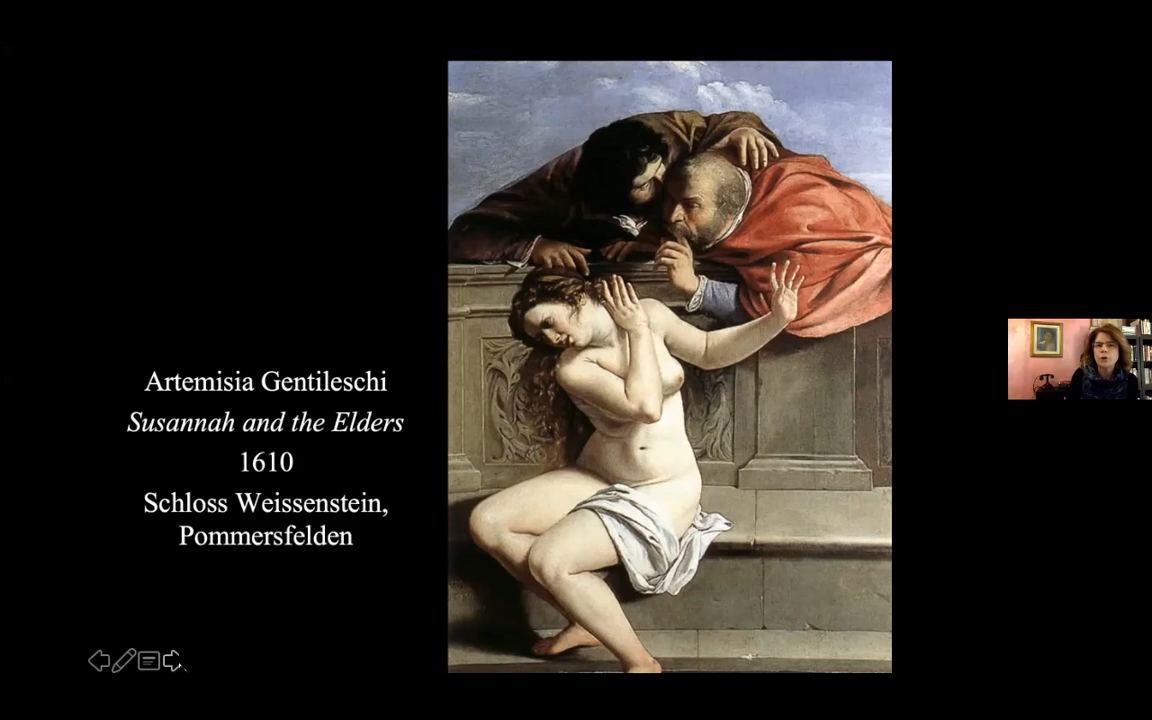 Artemisia Gentileschi
Susannah and the Elders
1610
Schloss Weissenstein,
Pommersfelden